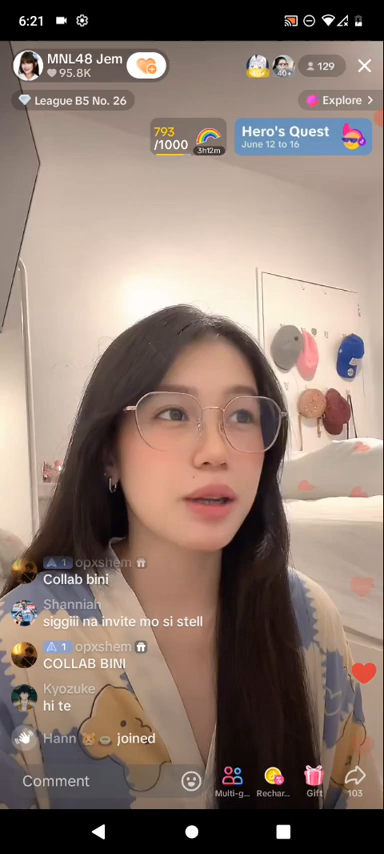 6:21
MNL48 Jem
95.8K
40+
129
League B5 No. 26
Explore >
793
/1000
3h12m
Hero's Quest
June 12 to 16
1 opxshem
Collab bini
Shanniah
siggiii na invite mo si stell
1 opxshem
COLLAB BINI
Kyozuke
hi te
Hann joined
Comment
Multi-g...
Rechar...
Gift
103